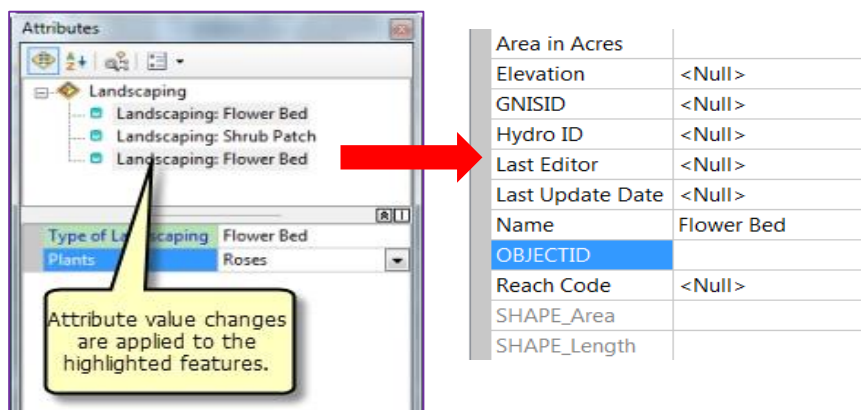 Attributes
Landscaping
Landscaping: Flower Bed
Landscaping: Shrub Patch
Landscaping: Flower Bed
Type of Landscaping Flower Bed
Plants Roses
Attribute value changes
are applied to the
highlighted features.
Area in Acres
Elevation <Null>
GNISID <Null>
Hydro ID <Null>
Last Editor <Null>
Last Update Date <Null>
Name Flower Bed
OBJECTID
Reach Code <Null>
SHAPE_Area
SHAPE_Length